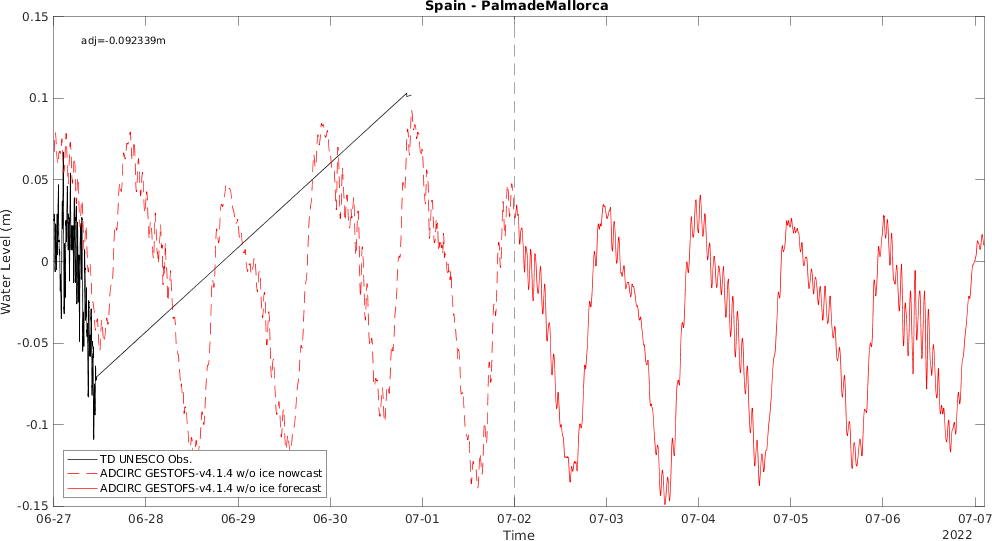 Spain - PalmadeMallorca
adj=-0.092339m
0.15
0.1
0.05
0
-0.05
-0.1
-0.15
Water Level (m)
TD UNESCO Obs.
ADCIRC GESTOFS-v4.1.4 w/o ice nowcast
ADCIRC GESTOFS-v4.1.4 w/o ice forecast
06-27 06-28 06-29 06-30 07-01 07-02 07-03 07-04 07-05 07-06 07-07
2022
Time